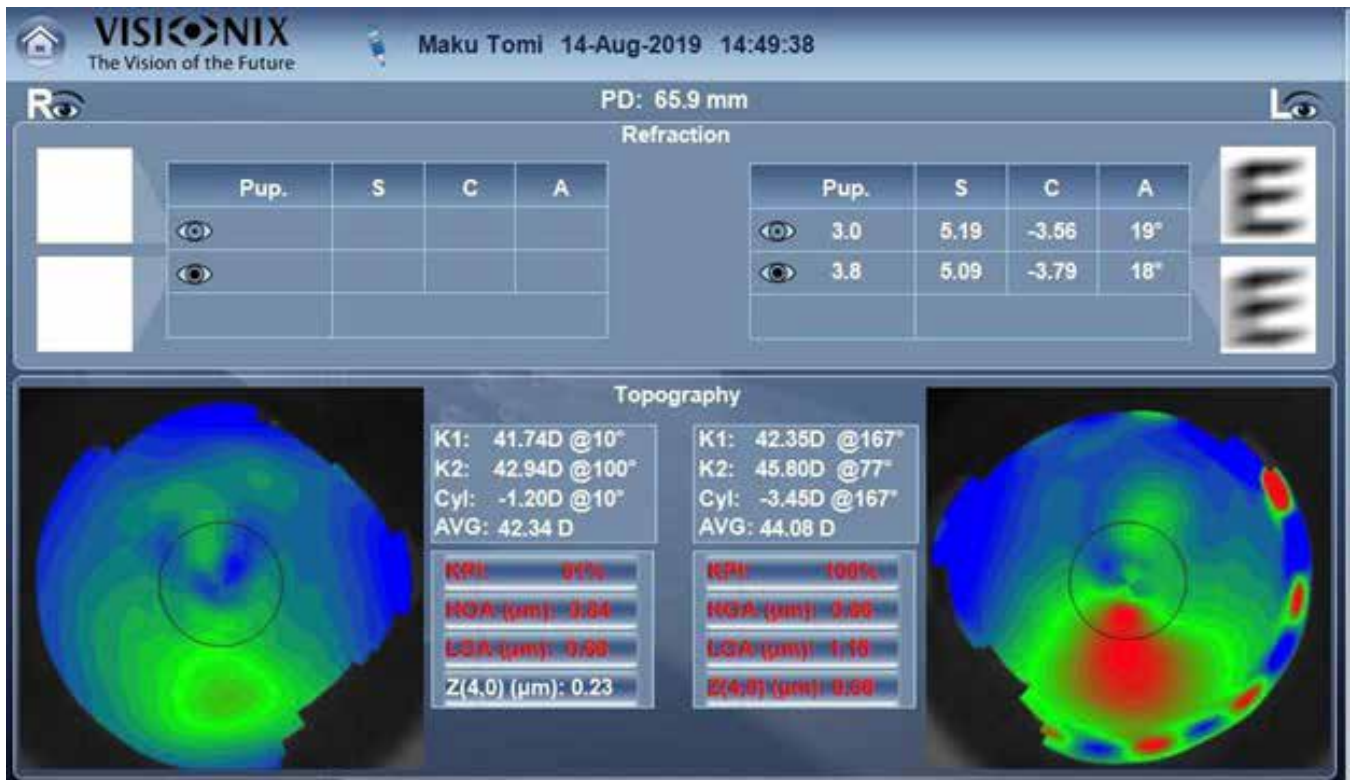 VISIONIX
The Vision of the Future
Maku Tomi 14-Aug-2019 14:49:38
R
PD: 65.9 mm
L
Refraction
Pup. S C A
Pup. S C A
3.0 5.19 -3.56 19°
3.8 5.09 -3.79 18°
E
E
Topography
K1: 41.74D @10°
K2: 42.94D @100°
Cyl: -1.20D @10°
AVG: 42.34 D
KPI:
HOA (µm):
LOA (µm):
Z(4,0) (µm): 0.23
K1: 42.35D @167°
K2: 45.80D @77°
Cyl: -3.45D @167°
AVG: 44.08 D
KPI: 100%
HOA (µm):
LOA (µm):
Z(4,0) (µm):